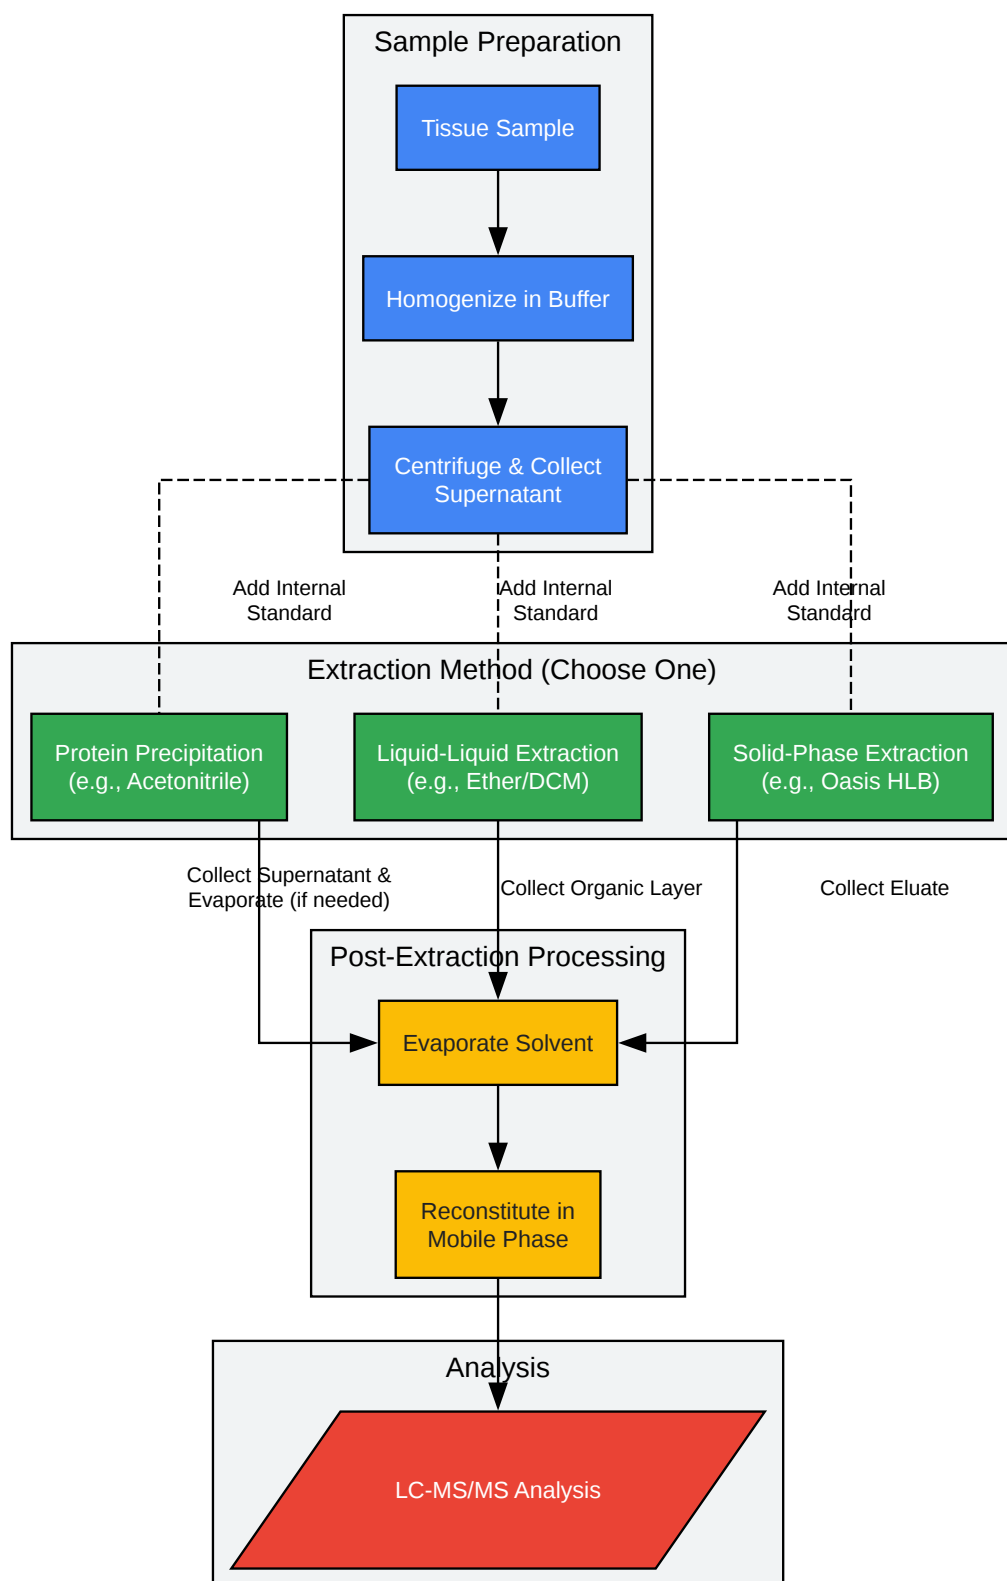 Sample Preparation
Tissue Sample
Homogenize in Buffer
Centrifuge & Collect
Supernatant
Add Internal
Standard
Add Internal
Standard
Add Internal
Standard
Extraction Method (Choose One)
Protein Precipitation
(e.g., Acetonitrile)
Liquid-Liquid Extraction
(e.g., Ether/DCM)
Solid-Phase Extraction
(e.g., Oasis HLB)
Collect Supernatant &
Evaporate (if needed)
Collect Organic Layer
Collect Eluate
Post-Extraction Processing
Evaporate Solvent
Reconstitute in
Mobile Phase
Analysis
LC-MS/MS Analysis